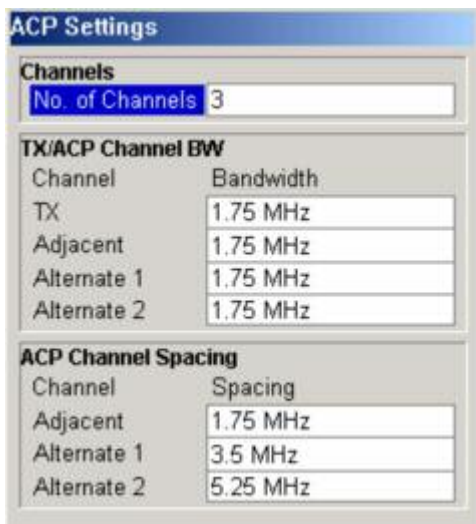 ACP Settings
Channels
No. of Channels 3
TX/ACP Channel BW
Channel Bandwidth
TX 1.75 MHz
Adjacent 1.75 MHz
Alternate 1 1.75 MHz
Alternate 2 1.75 MHz
ACP Channel Spacing
Channel Spacing
Adjacent 1.75 MHz
Alternate 1 3.5 MHz
Alternate 2 5.25 MHz